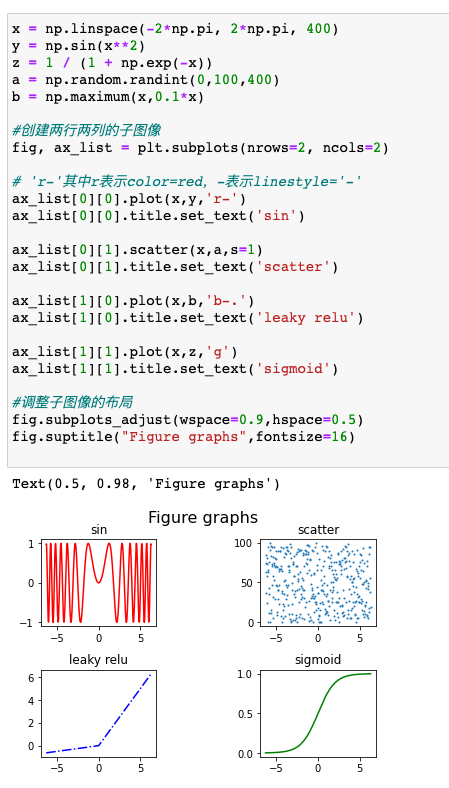 x = np.linspace(-2*np.pi, 2*np.pi, 400)
y = np.sin(x**2)
z = 1 / (1 + np.exp(-x))
a = np.random.randint(0,100,400)
b = np.maximum(x,0.1*x)
#创建两行两列的子图像
fig, ax_list = plt.subplots(nrows=2, ncols=2)
# 'r-'其中r表示color=red，-表示linestyle='-'
ax_list[0][0].plot(x,y,'r-')
ax_list[0][0].title.set_text('sin')
ax_list[0][1].scatter(x,a,s=1)
ax_list[0][1].title.set_text('scatter')
ax_list[1][0].plot(x,b,'b-.')
ax_list[1][0].title.set_text('leaky relu')
ax_list[1][1].plot(x,z,'g')
ax_list[1][1].title.set_text('sigmoid')
#调整子图像的布局
fig.subplots_adjust(wspace=0.9,hspace=0.5)
fig.suptitle("Figure graphs",fontsize=16)
Text(0.5, 0.98, 'Figure graphs')
Figure graphs
sin
1
0
−1
−5 0 5
scatter
100
50
0
−5 0 5
leaky relu
6
4
2
0
−5 0 5
sigmoid
1.0
0.5
0.0
−5 0 5